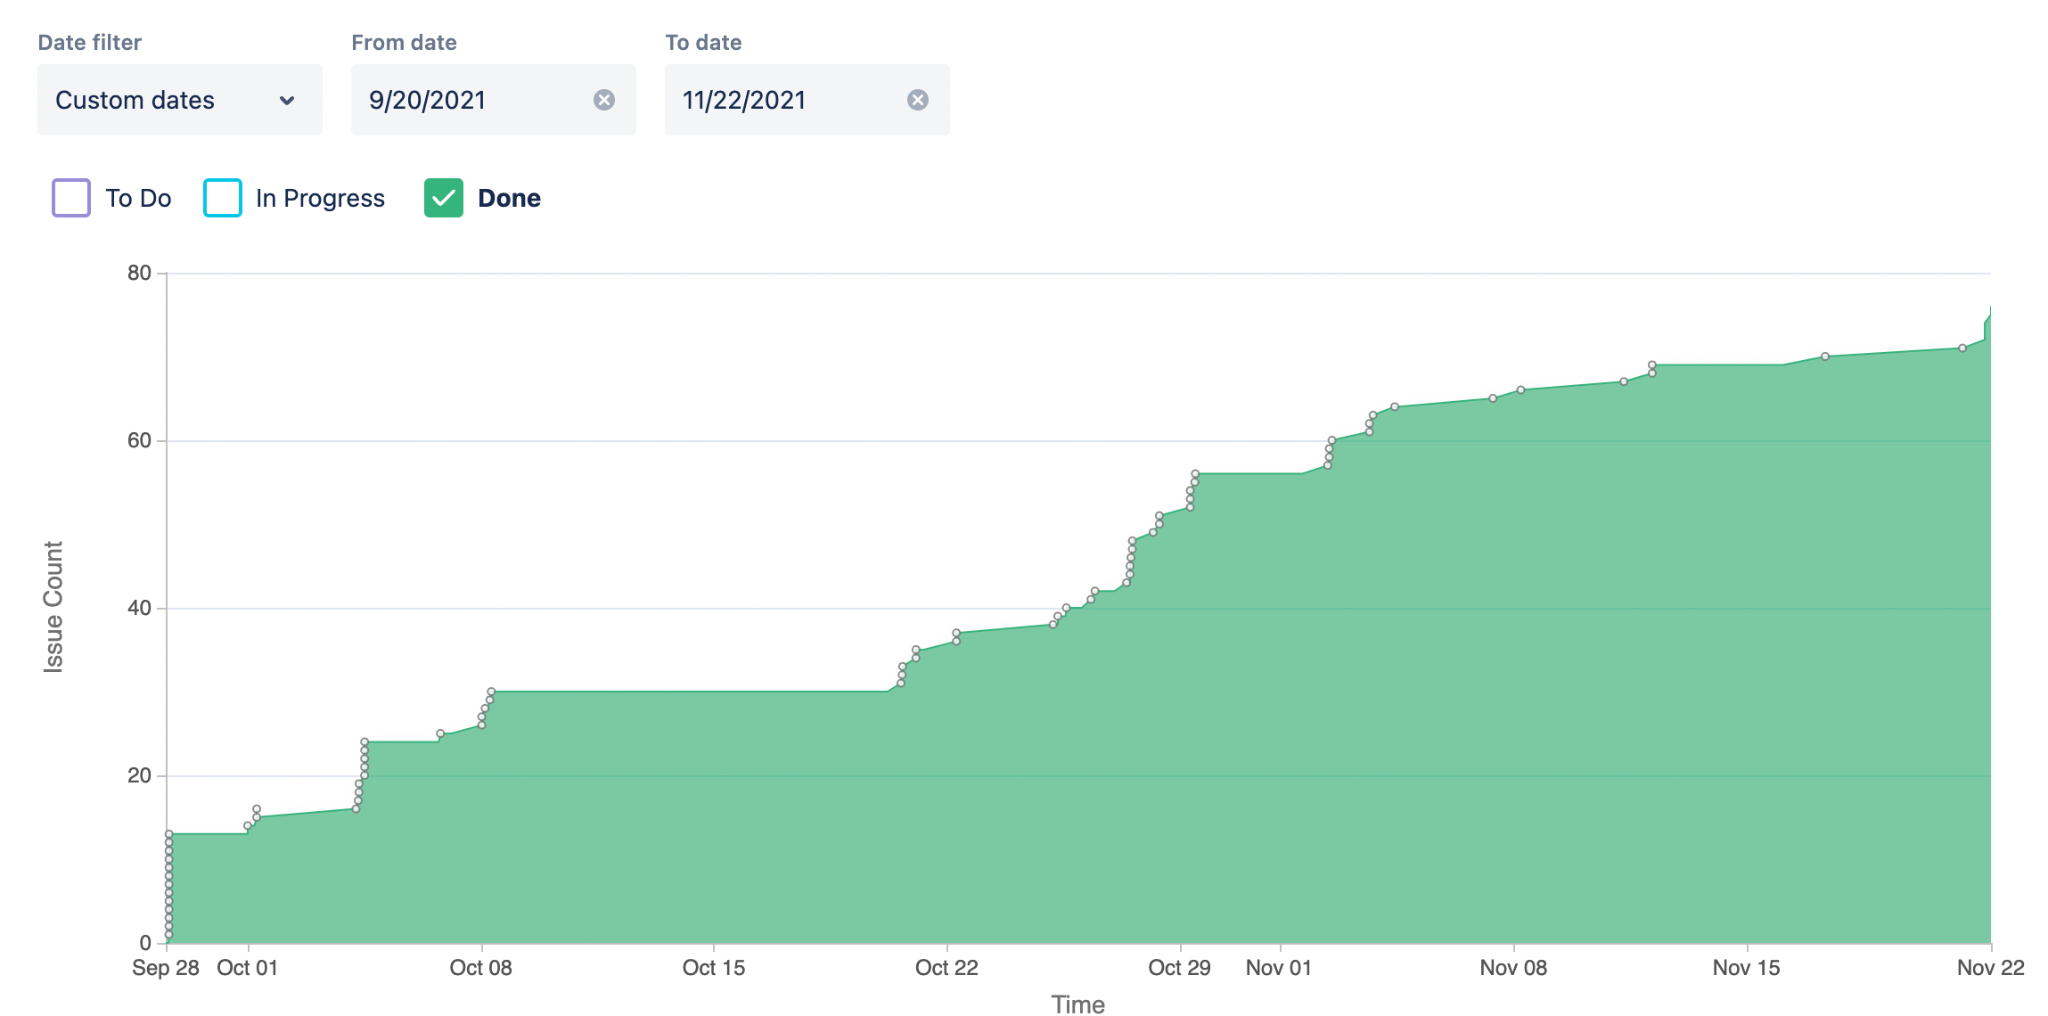 Date filter From date To date
Custom dates 9/20/2021 11/22/2021
To Do In Progress Done
80
60
40
20
0
Issue Count
Sep 28 Oct 01 Oct 08 Oct 15 Oct 22 Oct 29 Nov 01 Nov 08 Nov 15 Nov 22
Time